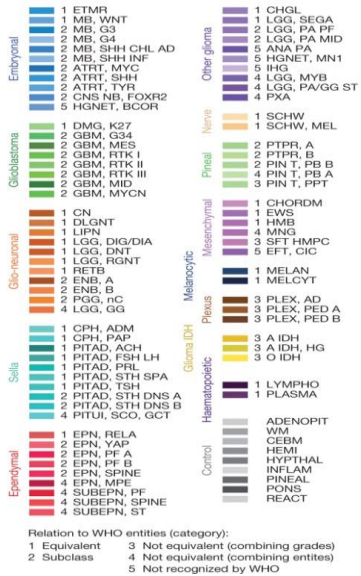 Embryonal
1 ETMR
1 MB, WNT
2 MB, G3
2 MB, G4
2 MB, SHH CHL AD
2 MB, SHH INF
2 ATRT, MYC
2 ATRT, SHH
2 ATRT, TYR
2 CNS NB, FOXR2
5 HGNET, BCOR
Glioblastoma
1 DMG, K27
2 GBM, G34
2 GBM, MES
2 GBM, RTK I
2 GBM, RTK II
2 GBM, RTK III
2 GBM, MID
2 GBM, MYCN
Glio-neuronal
1 CN
1 DLGNT
1 LIPN
1 LGG, DIG/DIA
1 LGG, DNT
1 LGG, RGNT
1 RETB
2 ENB, A
2 ENB, B
2 PGG, nC
4 LGG, GG
Sella
1 CPH, ADM
1 CPH, PAP
1 PITAD, ACH
1 PITAD, FSH LH
1 PITAD, PRL
1 PITAD, STH SPA
1 PITAD, TSH
2 PITAD, STH DNS A
2 PITAD, STH DNS B
4 PITUI, SCO, GCT
Ependymal
1 EPN, RELA
2 EPN, YAP
2 EPN, PF A
2 EPN, PF B
2 EPN, SPINE
4 EPN, MPE
4 SUBEPN, PF
4 SUBEPN, SPINE
4 SUBEPN, ST
Other glioma
1 CHGL
1 LGG, SEGA
2 LGG, PA PF
2 LGG, PA MID
5 ANA PA
5 HGNET, MN1
5 IHG
4 LGG, MYB
4 LGG, PA/GG ST
4 PXA
Nerve
1 SCHW
1 SCHW, MEL
Pineal
2 PTPR, A
2 PTPR, B
2 PIN T, PB B
4 PIN T, PB A
3 PIN T, PPT
Mesenchymal
1 CHORDM
1 EWS
1 HMB
4 MNG
3 SFT HMPC
5 EFT, CIC
Melanocytic
1 MELAN
1 MELCYT
Plexus
3 PLEX, AD
3 PLEX, PED A
3 PLEX, PED B
Glioma IDH
3 A IDH
3 A IDH, HG
3 O IDH
Haematopoietic
1 LYMPHO
1 PLASMA
Control
ADENOPIT
WM
CEBM
HEMI
HYPTHAL
INFLAM
PINEAL
PONS
REACT
Relation to WHO entities (category):
1 Equivalent
2 Subclass
3 Not equivalent (combining grades)
4 Not equivalent (combining entites)
5 Not recognized by WHO